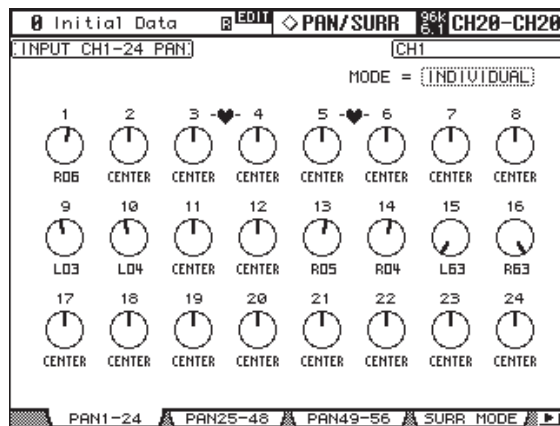 0 Initial Data B EDIT ◇ PAN/SURR 96k 6.1 CH20-CH20
INPUT CH1-24 PAN CH1
MODE = INDIVIDUAL
1 2 3 -♥- 4 5 -♥- 6 7 8
R06 CENTER CENTER CENTER CENTER CENTER CENTER CENTER
9 10 11 12 13 14 15 16
L03 L04 CENTER CENTER R05 R04 L63 R63
17 18 19 20 21 22 23 24
CENTER CENTER CENTER CENTER CENTER CENTER CENTER CENTER
PAN1-24 PAN25-48 PAN49-56 SURR MODE